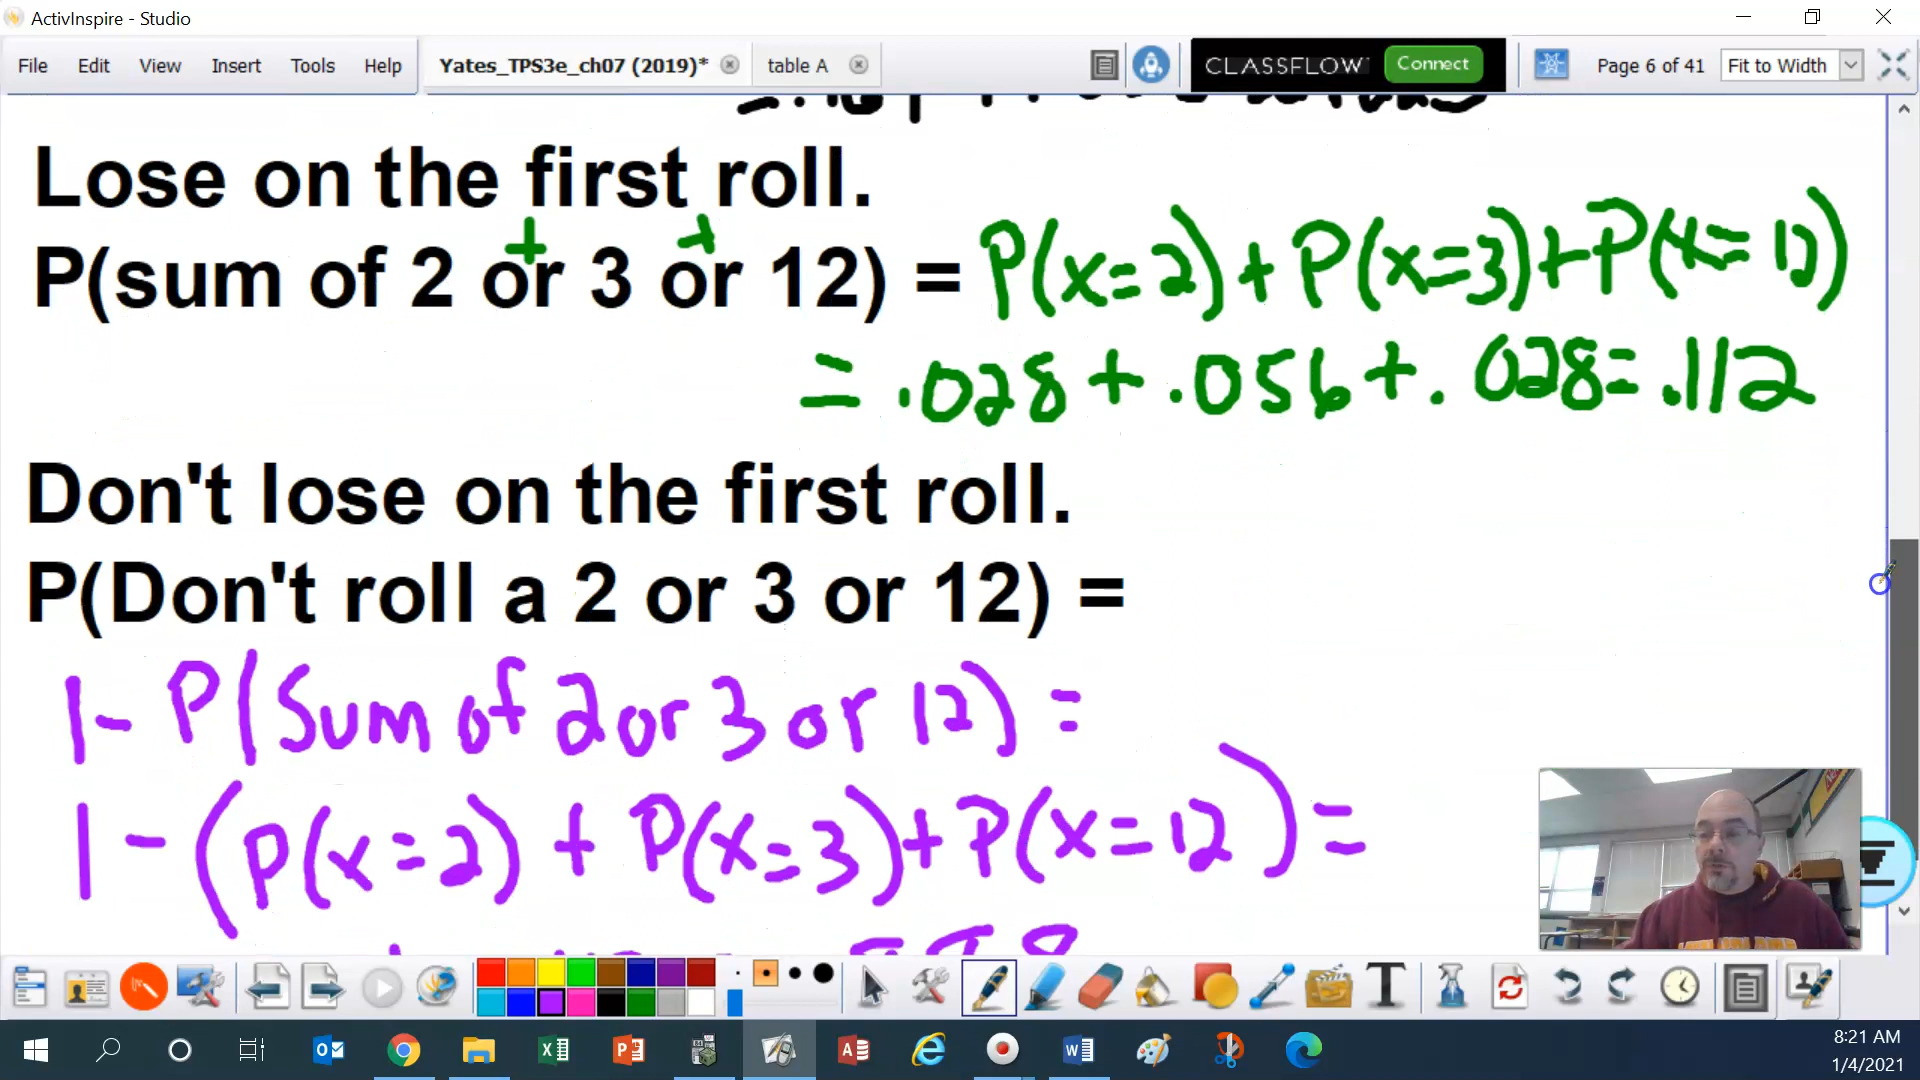 ActivInspire - Studio
File Edit View Insert Tools Help
Yates_TPS3e_ch07 (2019)*
table A
CLASSFLOW Connect
Page 6 of 41
Fit to Width
Lose on the first roll.
+ +
P(sum of 2 or 3 or 12) = P(x=2)+P(x=3)+P(x=12)
= .028 + .056 + .028 = .112
Don't lose on the first roll.
P(Don't roll a 2 or 3 or 12) =
1 - P(Sum of 2 or 3 or 12) =
1 - (P(x=2) + P(x=3)+P(x=12)) =
T
8:21 AM
1/4/2021